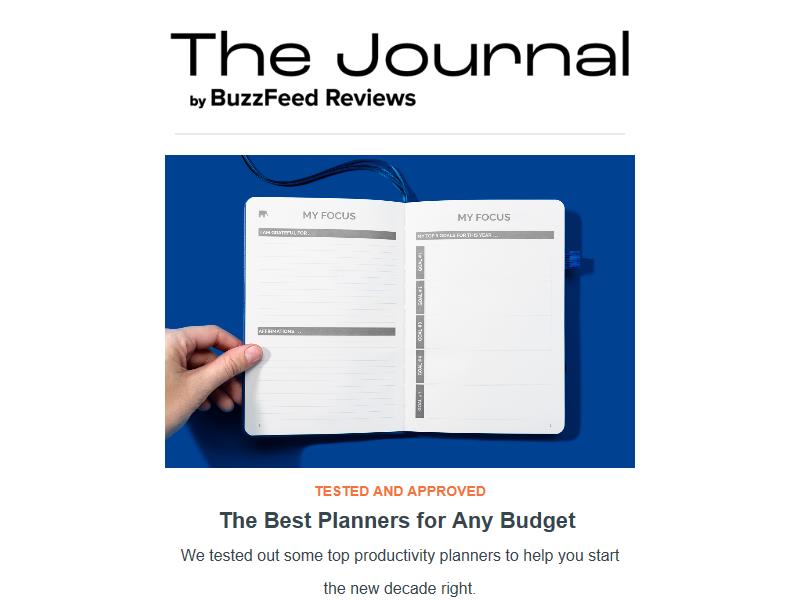 The Journal
by BuzzFeed Reviews
MY FOCUS
I AM GRATEFUL FOR...
AFFIRMATIONS ...
MY FOCUS
MY TOP 5 GOALS FOR THIS YEAR ...
GOAL #1
GOAL #2
GOAL #3
GOAL #4
TESTED AND APPROVED
The Best Planners for Any Budget
We tested out some top productivity planners to help you start
the new decade right.